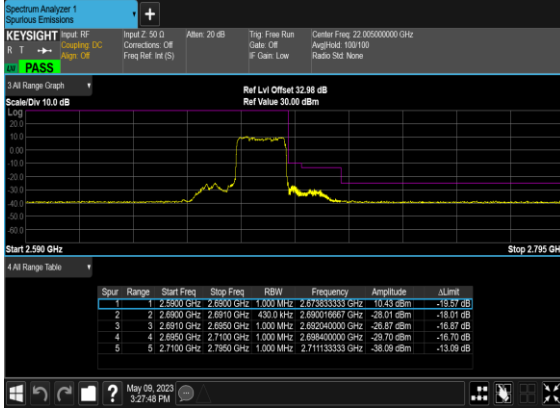 Spectrum Analyzer 1
Spurious Emissions
+
KEYSIGHT Input: RF Input Z: 50 Ω Atten: 20 dB Trig: Free Run Center Freq: 22.005000000 GHz
R T Coupling: DC Corrections: Off Gate: Off Avg|Hold: 100/100
Align: Off Freq Ref: Int (S) IF Gain: Low Radio Std: None
PASS
3 All Range Graph
Ref Lvl Offset 32.98 dB
Scale/Div 10.0 dB Ref Value 30.00 dBm
Log
20.0
10.0
0.00
-10.0
-20.0
-30.0
-40.0
-50.0
-60.0
Start 2.590 GHz Stop 2.795 GH
4 All Range Table
Spur Range Start Freq Stop Freq RBW Frequency Amplitude ΔLimit
1 1 2.5900 GHz 2.6900 GHz 1.000 MHz 2.673833333 GHz 10.43 dBm -19.57 dB
2 2 2.6900 GHz 2.6910 GHz 430.0 kHz 2.690016667 GHz -28.01 dBm -18.01 dB
3 3 2.6910 GHz 2.6950 GHz 1.000 MHz 2.692040000 GHz -26.87 dBm -16.87 dB
4 4 2.6950 GHz 2.7100 GHz 1.000 MHz 2.698400000 GHz -29.70 dBm -16.70 dB
5 5 2.7100 GHz 2.7950 GHz 1.000 MHz 2.711133333 GHz -38.09 dBm -13.09 dB
? May 09, 2023
3:27:48 PM